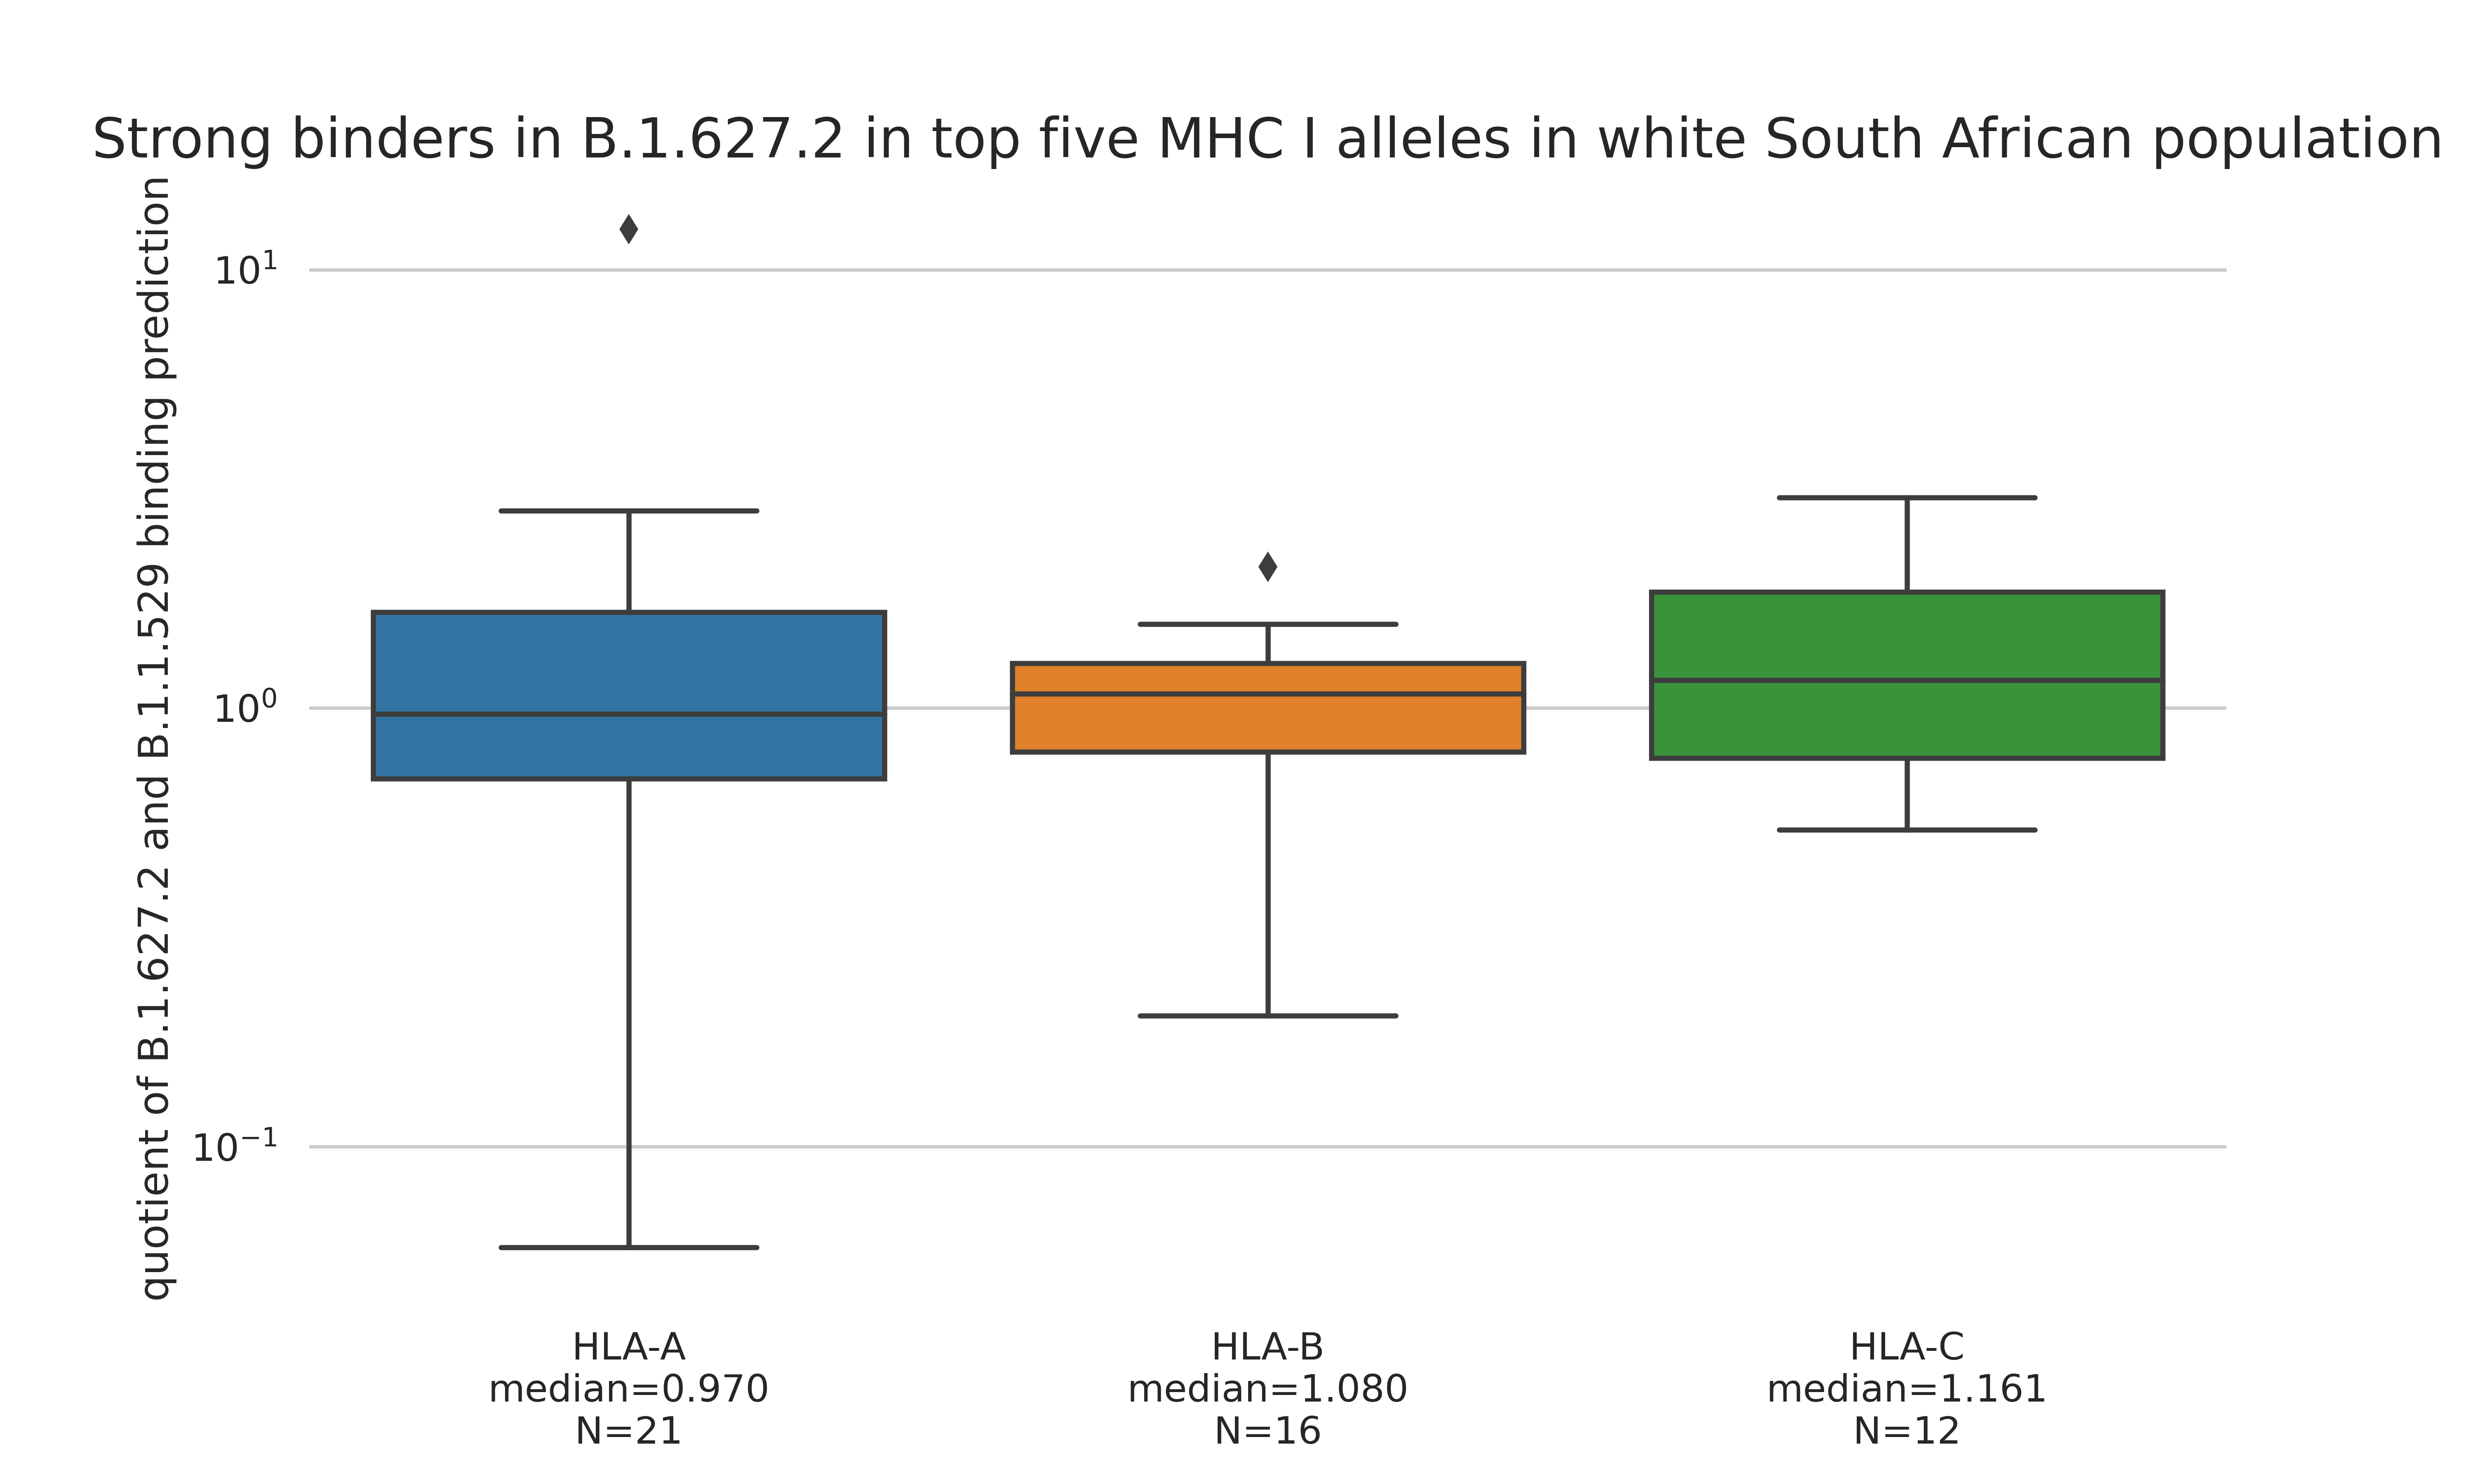 Strong binders in B.1.627.2 in top five MHC I alleles in white South African population
quotient of B.1.627.2 and B.1.1.529 binding prediction
10¹
10⁰
10⁻¹
HLA-A
median=0.970
N=21
HLA-B
median=1.080
N=16
HLA-C
median=1.161
N=12